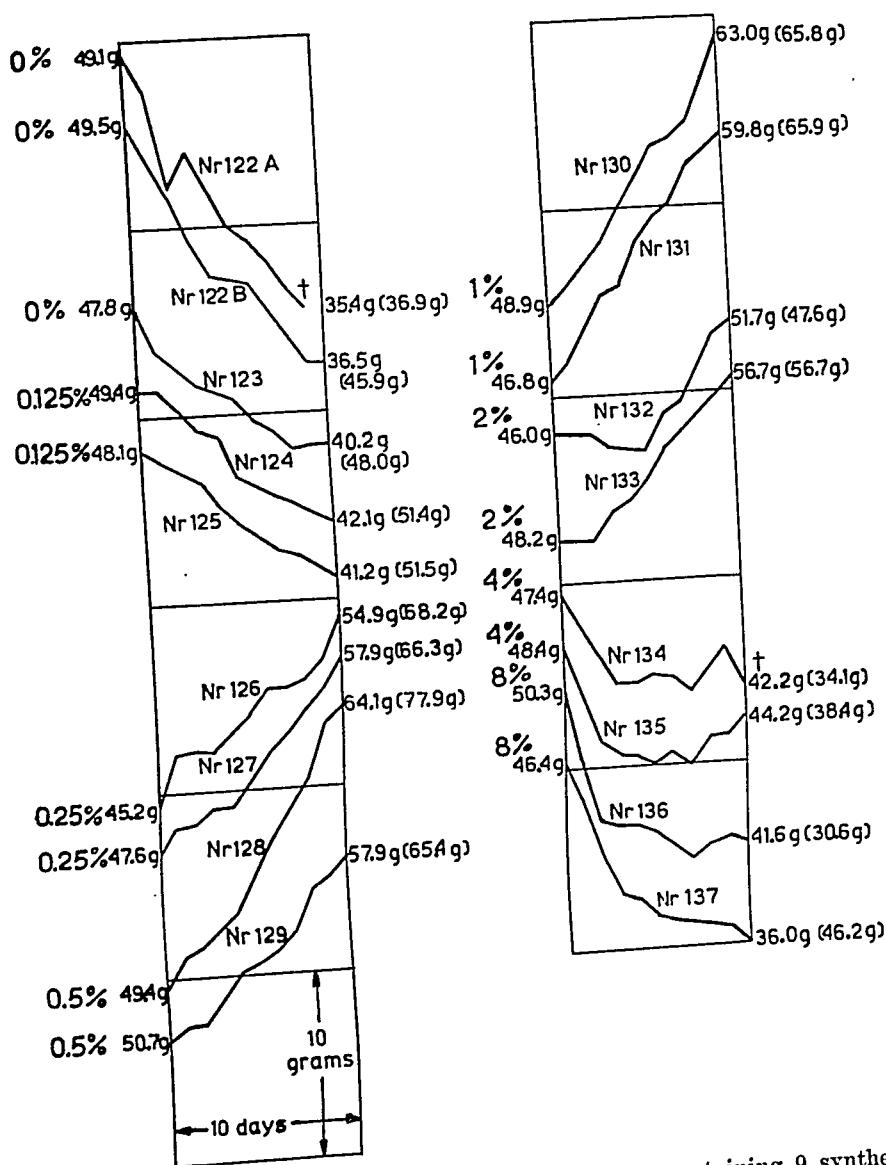 0% 49.1g
0% 49.5g
Nr 122 A
Nr 122 B
†
35.4g (36.9g)
0% 47.8g
36.5g
(45.9g)
Nr 123
0.125% 49.4g
40.2g
(48.0g)
Nr 124
0.125% 48.1g
Nr 125
42.1g (51.4g)
41.2g (51.5g)
54.9g (68.2g)
57.9g (66.3g)
Nr 126
64.1g (77.9g)
Nr 127
0.25% 45.2g
0.25% 47.6g
Nr 128
57.9g (65.4g)
Nr 129
0.5% 49.4g
0.5% 50.7g
10
grams
10 days
63.0g (65.8g)
59.8g (65.9g)
Nr 130
Nr 131
1%
48.9g
51.7g (47.6g)
1%
46.8g
56.7g (56.7g)
Nr 132
2%
46.0g
Nr 133
2%
48.2g
4%
47.4g
4%
48.4g
Nr 134
†
42.2g (34.1g)
8%
50.3g
44.2g (38.4g)
Nr 135
8%
46.4g
Nr 136
41.6g (30.6g)
Nr 137
36.0g (46.2g)
9 synthe